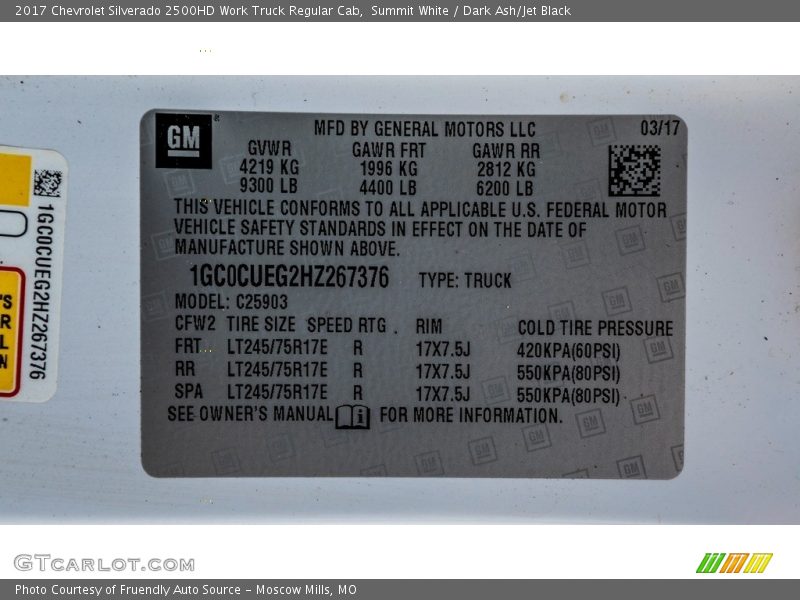 2017 Chevrolet Silverado 2500HD Work Truck Regular Cab,  Summit White / Dark Ash/Jet Black
GM®
MFD BY GENERAL MOTORS LLC 03/17
GVWR GAWR FRT GAWR RR
4219 KG 1996 KG 2812 KG
9300 LB 4400 LB 6200 LB
THIS VEHICLE CONFORMS TO ALL APPLICABLE U.S. FEDERAL MOTOR
VEHICLE SAFETY STANDARDS IN EFFECT ON THE DATE OF
MANUFACTURE SHOWN ABOVE.
1GC0CUEG2HZ267376 TYPE: TRUCK
MODEL: C25903
CFW2 TIRE SIZE SPEED RTG . RIM COLD TIRE PRESSURE
FRT LT245/75R17E R 17X7.5J 420KPA(60PSI)
RR LT245/75R17E R 17X7.5J 550KPA(80PSI)
SPA LT245/75R17E R 17X7.5J 550KPA(80PSI)
SEE OWNER'S MANUAL FOR MORE INFORMATION.
1GC0CUEG2HZ267376
'S
R
L
N
GTCARLOT.COM
Photo Courtesy of Fruendly Auto Source - Moscow Mills, MO